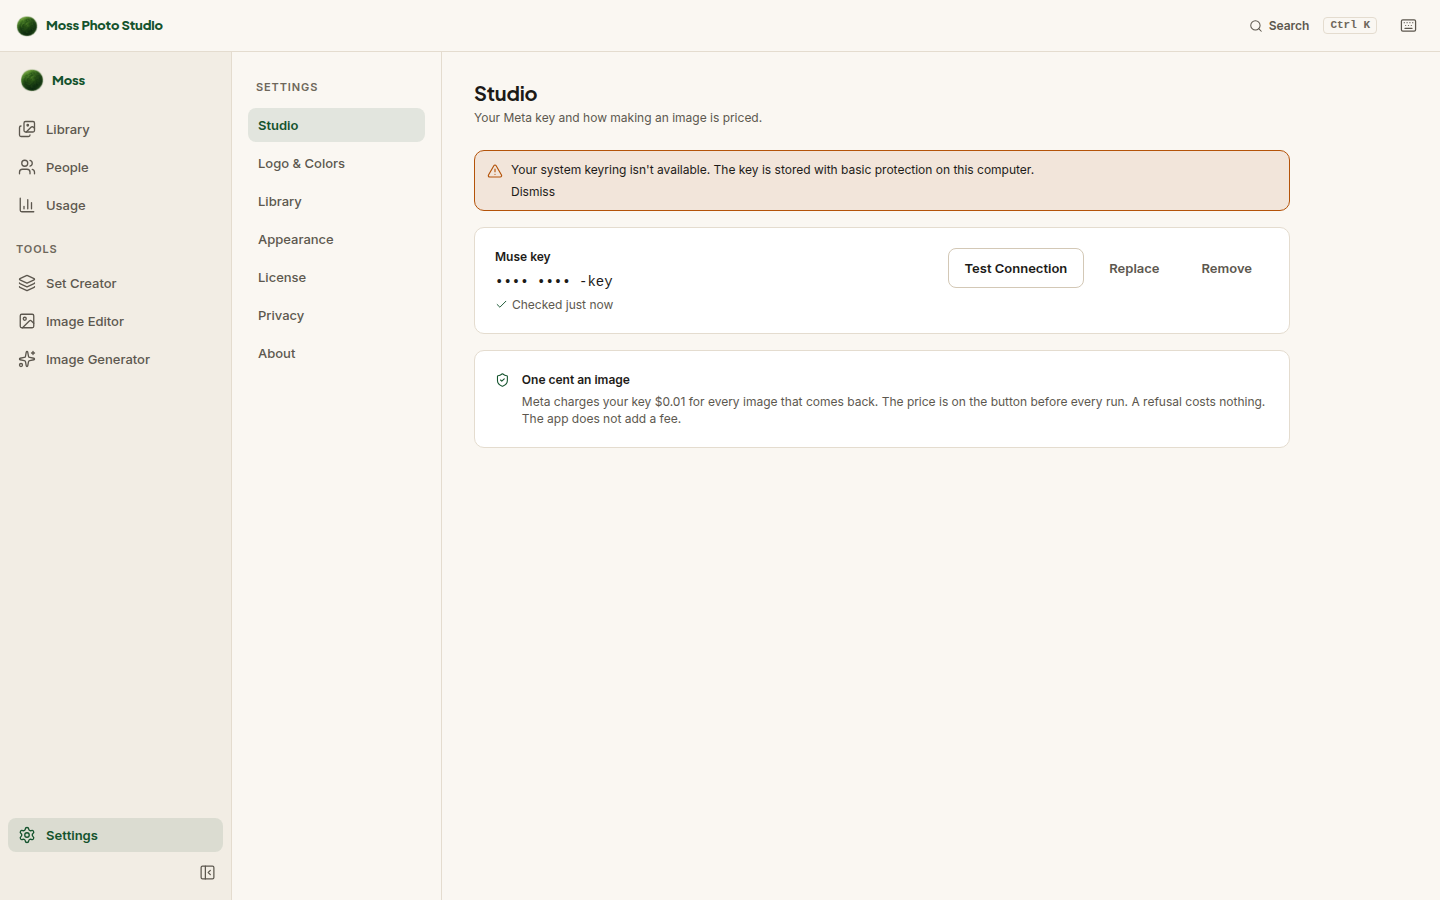 Moss Photo Studio
Search
Ctrl K
Moss
Library
People
Usage
TOOLS
Set Creator
Image Editor
Image Generator
Settings
SETTINGS
Studio
Logo & Colors
Library
Appearance
License
Privacy
About
Studio
Your Meta key and how making an image is priced.
Your system keyring isn't available. The key is stored with basic protection on this computer.
Dismiss
Muse key
•••• •••• -key
Checked just now
Test Connection
Replace
Remove
One cent an image
Meta charges your key $0.01 for every image that comes back. The price is on the button before every run. A refusal costs nothing.
The app does not add a fee.